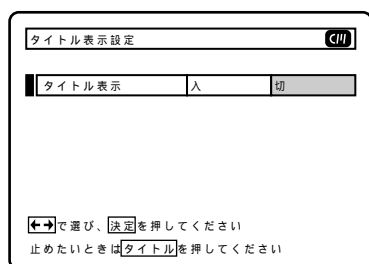 タイトル表示設定
タイトル表示 入 切
←→で選び、決定を押してください
止めたいときはタイトルを押してください